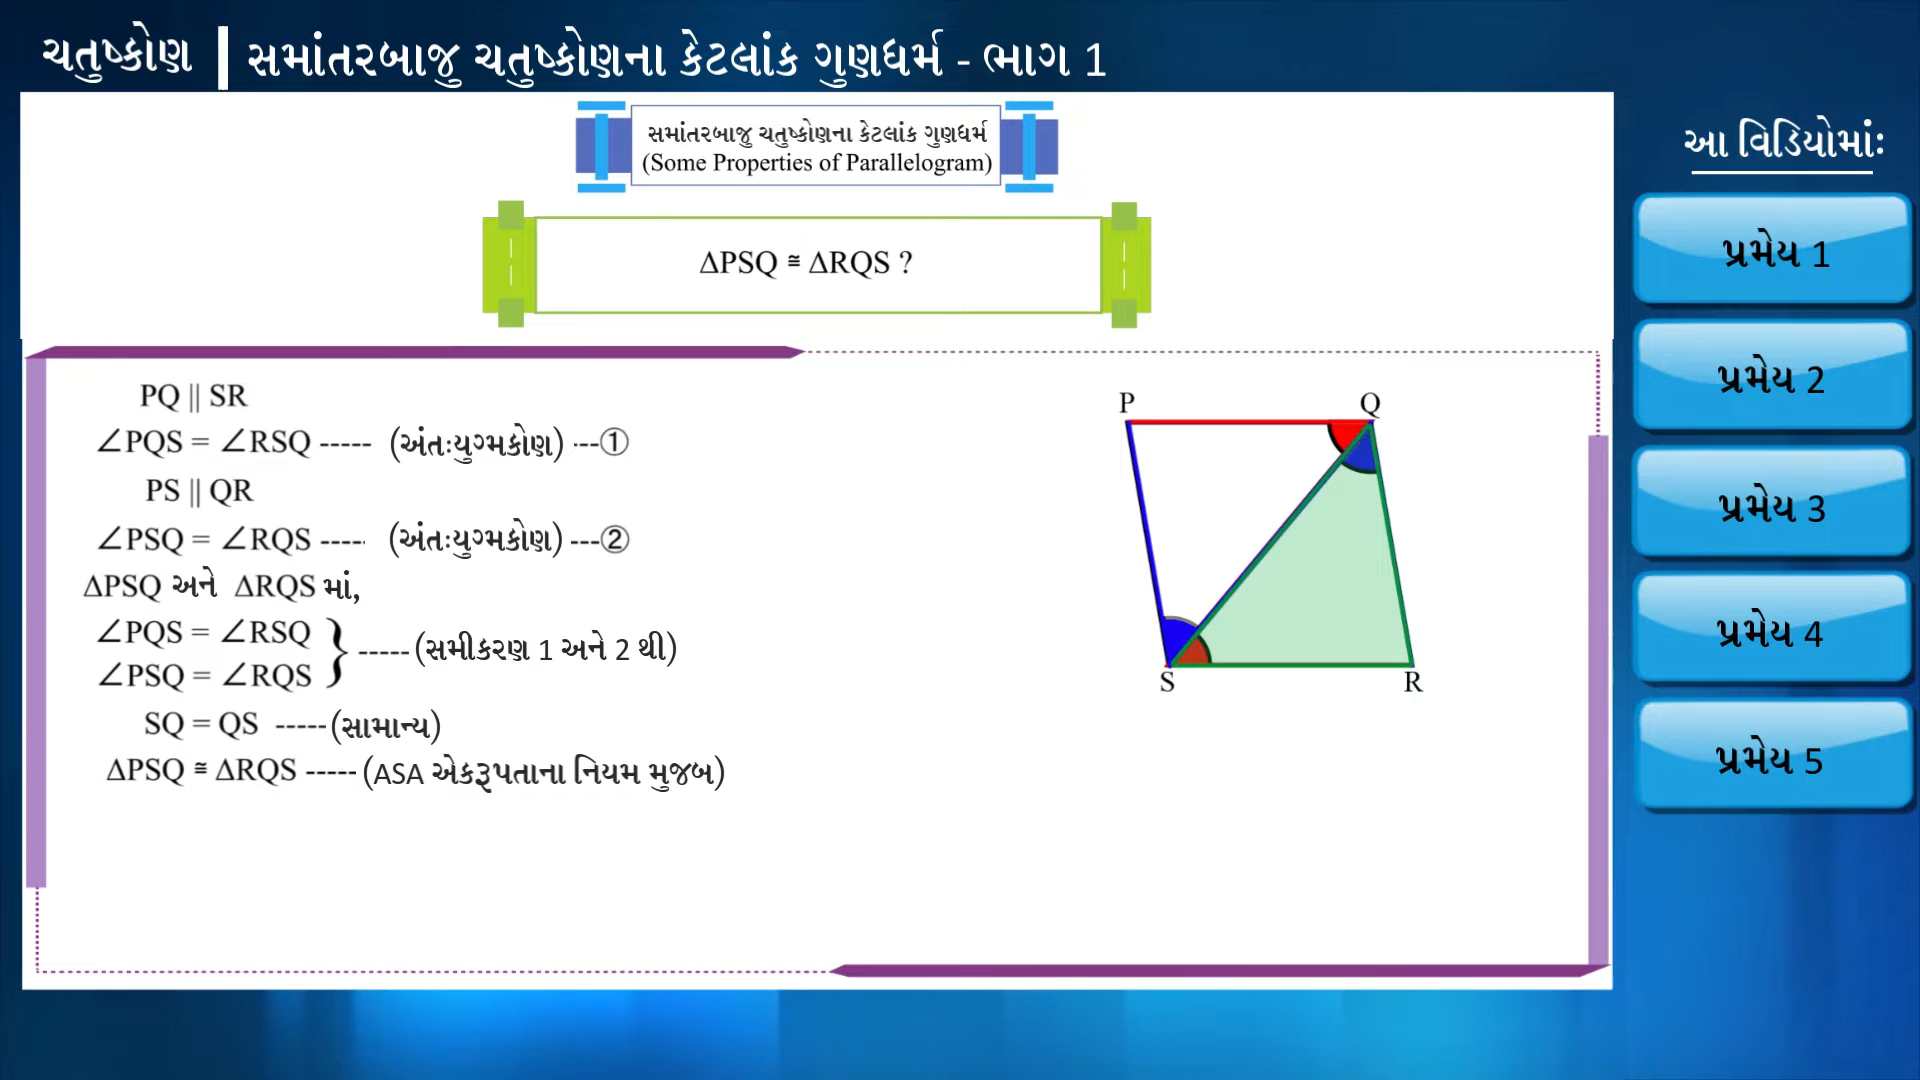 ચતુષ્કોણ | સમાંતરબાજુ ચતુષ્કોણના કેટલાંક ગુણધર્મ - ભાગ 1
સમાંતરબાજુ ચતુષ્કોણના કેટલાંક ગુણધર્મ
(Some Properties of Parallelogram)
ΔPSQ ≅ ΔRQS ?
PQ || SR
∠PQS = ∠RSQ ----- (અંતઃયુગ્મકોણ) ---①
PS || QR
∠PSQ = ∠RQS ----- (અંતઃયુગ્મકોણ) ---②
ΔPSQ અને ΔRQS માં,
∠PQS = ∠RSQ
∠PSQ = ∠RQS } ----- (સમીકરણ 1 અને 2 થી)
SQ = QS ----- (સામાન્ય)
ΔPSQ ≅ ΔRQS ----- (ASA એકરૂપતાના નિયમ મુજબ)
P
Q
S
R
આ વિડિયોમાંઃ
પ્રમેય 1
પ્રમેય 2
પ્રમેય 3
પ્રમેય 4
પ્રમેય 5